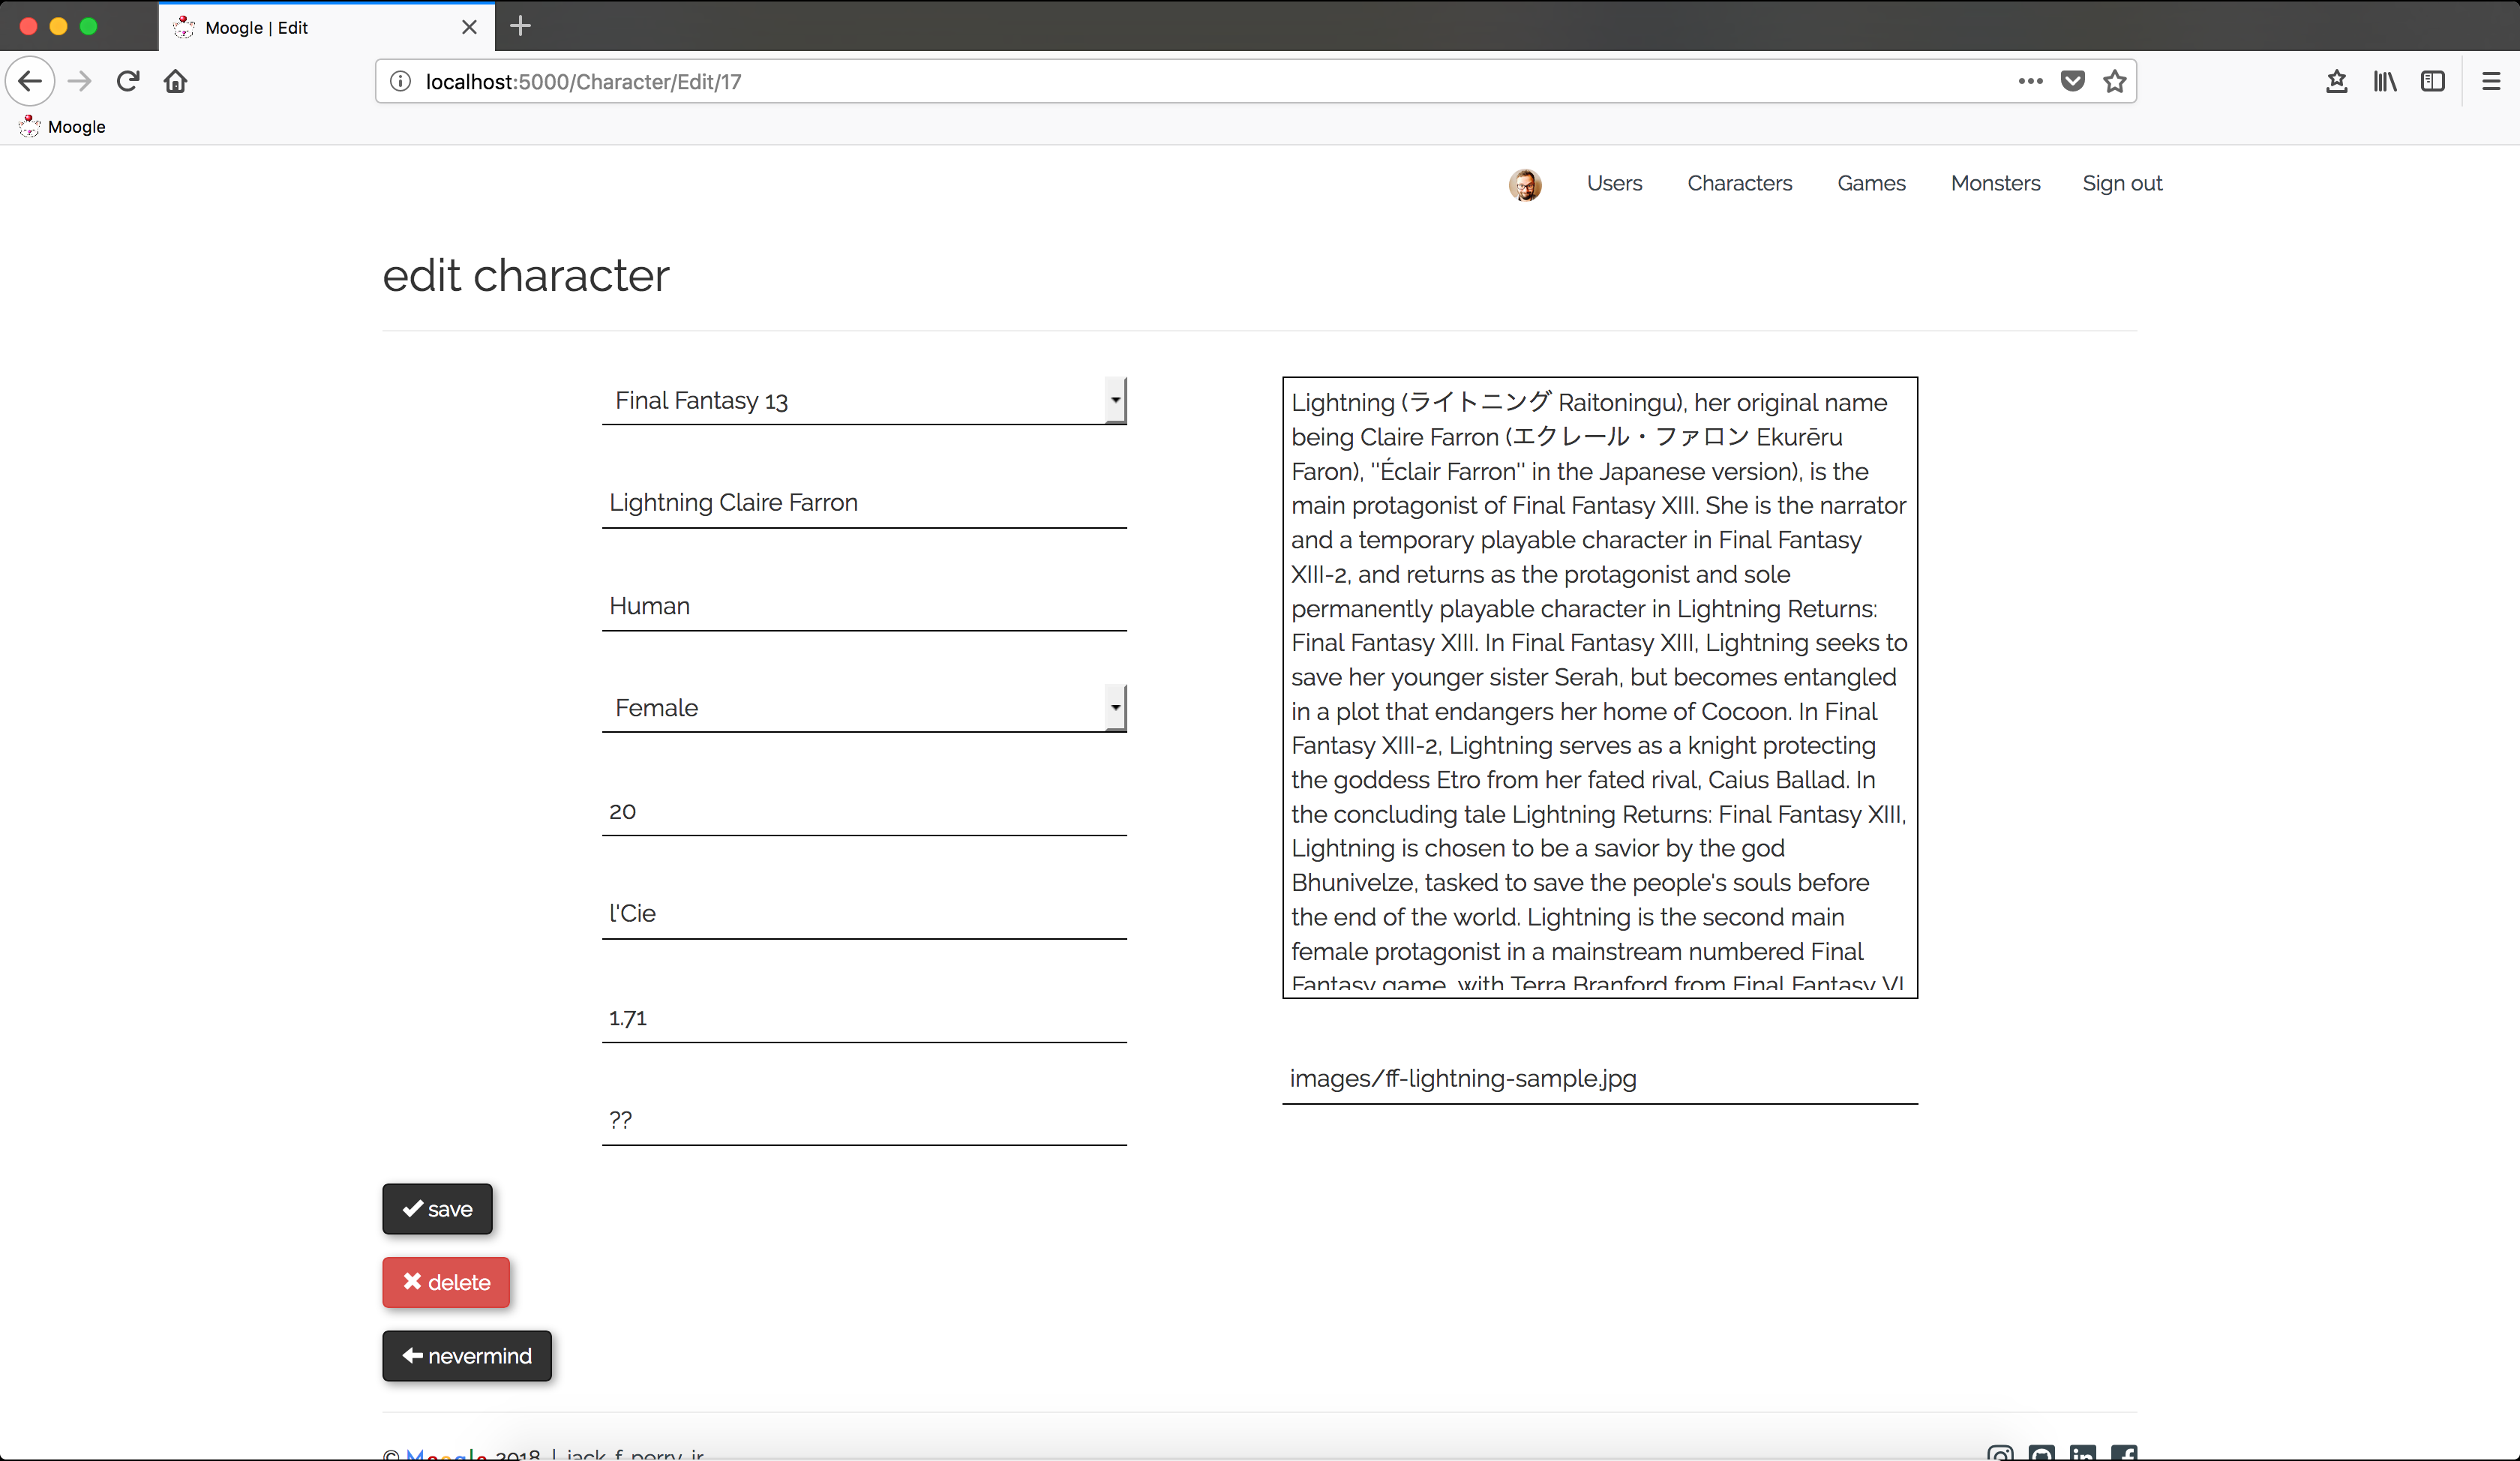 Moogle | Edit
localhost:5000/Character/Edit/17
Moogle
Users Characters Games Monsters Sign out
edit character
Final Fantasy 13
Lightning Claire Farron
Human
Female
20
l'Cie
1.71
??
Lightning (ライトニング Raitoningu), her original name
being Claire Farron (エクレール・ファロン Ekurēru
Faron), "Éclair Farron" in the Japanese version), is the
main protagonist of Final Fantasy XIII. She is the narrator
and a temporary playable character in Final Fantasy
XIII-2, and returns as the protagonist and sole
permanently playable character in Lightning Returns:
Final Fantasy XIII. In Final Fantasy XIII, Lightning seeks to
save her younger sister Serah, but becomes entangled
in a plot that endangers her home of Cocoon. In Final
Fantasy XIII-2, Lightning serves as a knight protecting
the goddess Etro from her fated rival, Caius Ballad. In
the concluding tale Lightning Returns: Final Fantasy XIII,
Lightning is chosen to be a savior by the god
Bhunivelze, tasked to save the people's souls before
the end of the world. Lightning is the second main
female protagonist in a mainstream numbered Final
Fantasy game, with Terra Branford from Final Fantasy VI
images/ff-lightning-sample.jpg
save
delete
nevermind
© Moogle 2018 | jack f perry jr